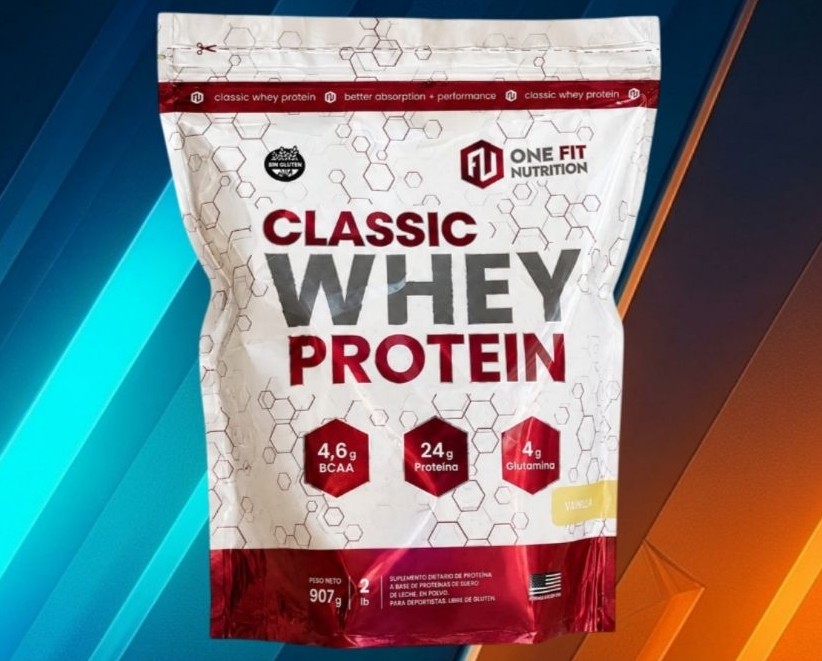 classic whey protein better absorption + performance classic whey protein
SIN GLUTEN
ONE FIT
NUTRITION
CLASSIC
WHEY
PROTEIN
4,6g
BCAA
24g
Proteína
4g
Glutamina
VAINILLA
PESO NETO
907g
2
lb
SUPLEMENTO DIETARIO DE PROTEÍNA
A BASE DE PROTEÍNAS DE SUERO
DE LECHE, EN POLVO.
PARA DEPORTISTAS. LIBRE DE GLUTEN.